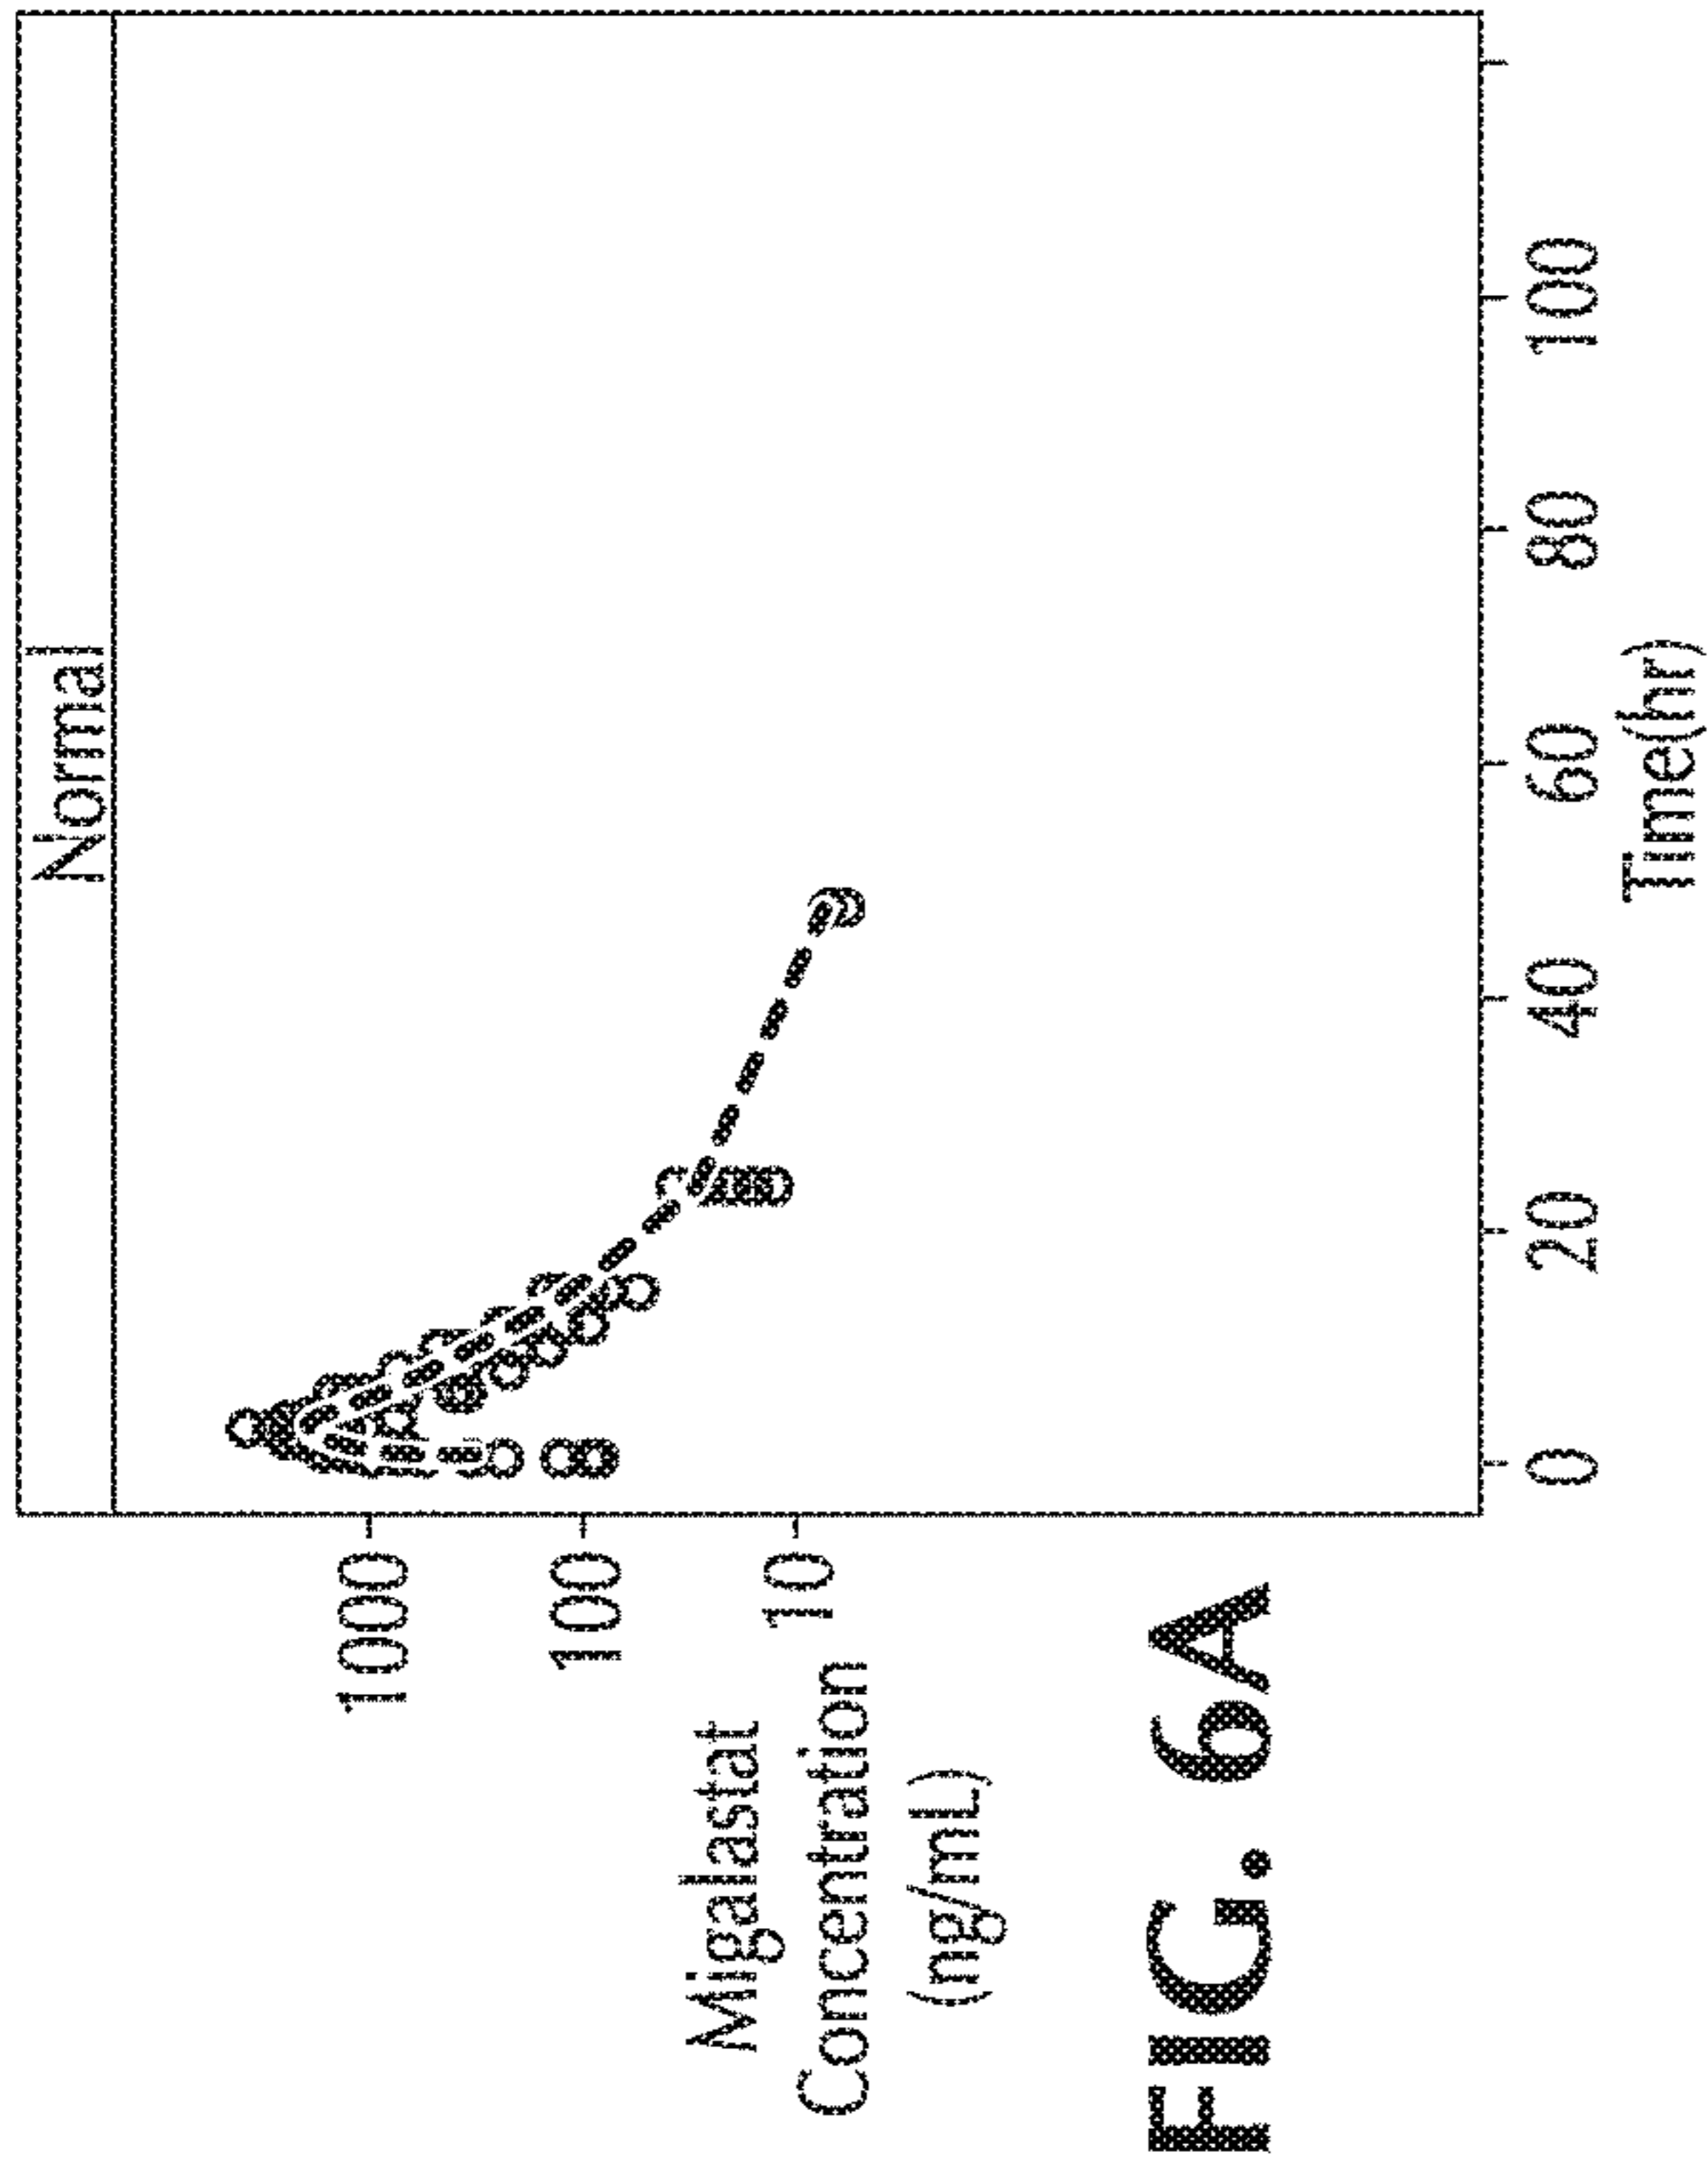 Normal
1000
100
10
Migalastat
Concentration
(ng/mL)
0 20 40 60 80 100
Time(hr)
FIG. 6A